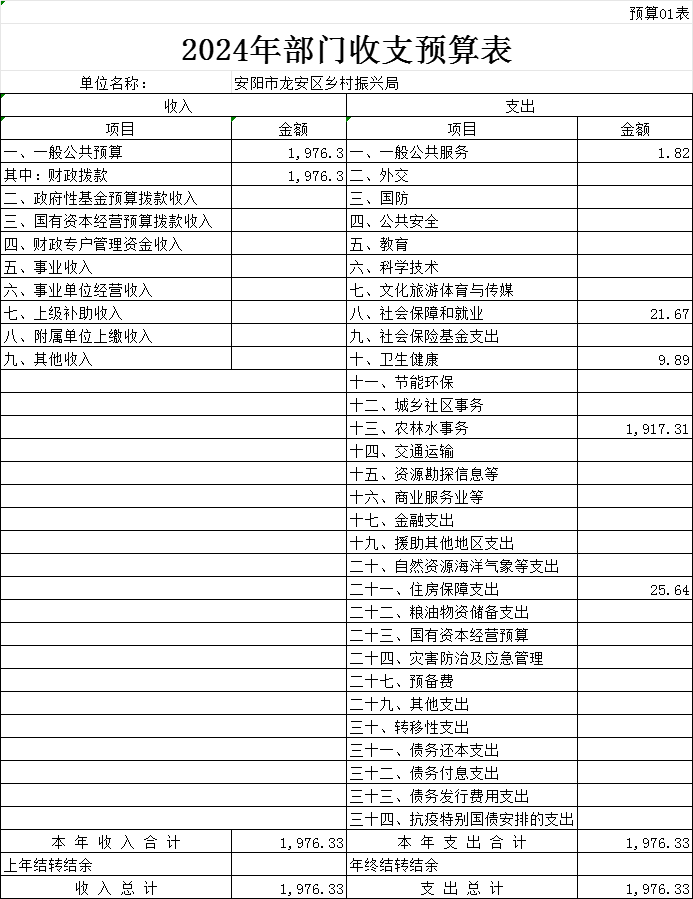 预算01表
2024年部门收支预算表
单位名称： 安阳市龙安区乡村振兴局
收入 支出
项目 金额 项目 金额
一、一般公共预算 1,976.3 一、一般公共服务 1.82
其中：财政拨款 1,976.3 二、外交
二、政府性基金预算拨款收入 三、国防
三、国有资本经营预算拨款收入 四、公共安全
四、财政专户管理资金收入 五、教育
五、事业收入 六、科学技术
六、事业单位经营收入 七、文化旅游体育与传媒
七、上级补助收入 八、社会保障和就业 21.67
八、附属单位上缴收入 九、社会保险基金支出
九、其他收入 十、卫生健康 9.89
十一、节能环保
十二、城乡社区事务
十三、农林水事务 1,917.31
十四、交通运输
十五、资源勘探信息等
十六、商业服务业等
十七、金融支出
十九、援助其他地区支出
二十、自然资源海洋气象等支出
二十一、住房保障支出 25.64
二十二、粮油物资储备支出
二十三、国有资本经营预算
二十四、灾害防治及应急管理
二十七、预备费
二十九、其他支出
三十、转移性支出
三十一、债务还本支出
三十二、债务付息支出
三十三、债务发行费用支出
三十四、抗疫特别国债安排的支出
本 年 收 入 合 计 1,976.33 本 年 支 出 合 计 1,976.33
上年结转结余 年终结转结余
收 入 总 计 1,976.33 支 出 总 计 1,976.33